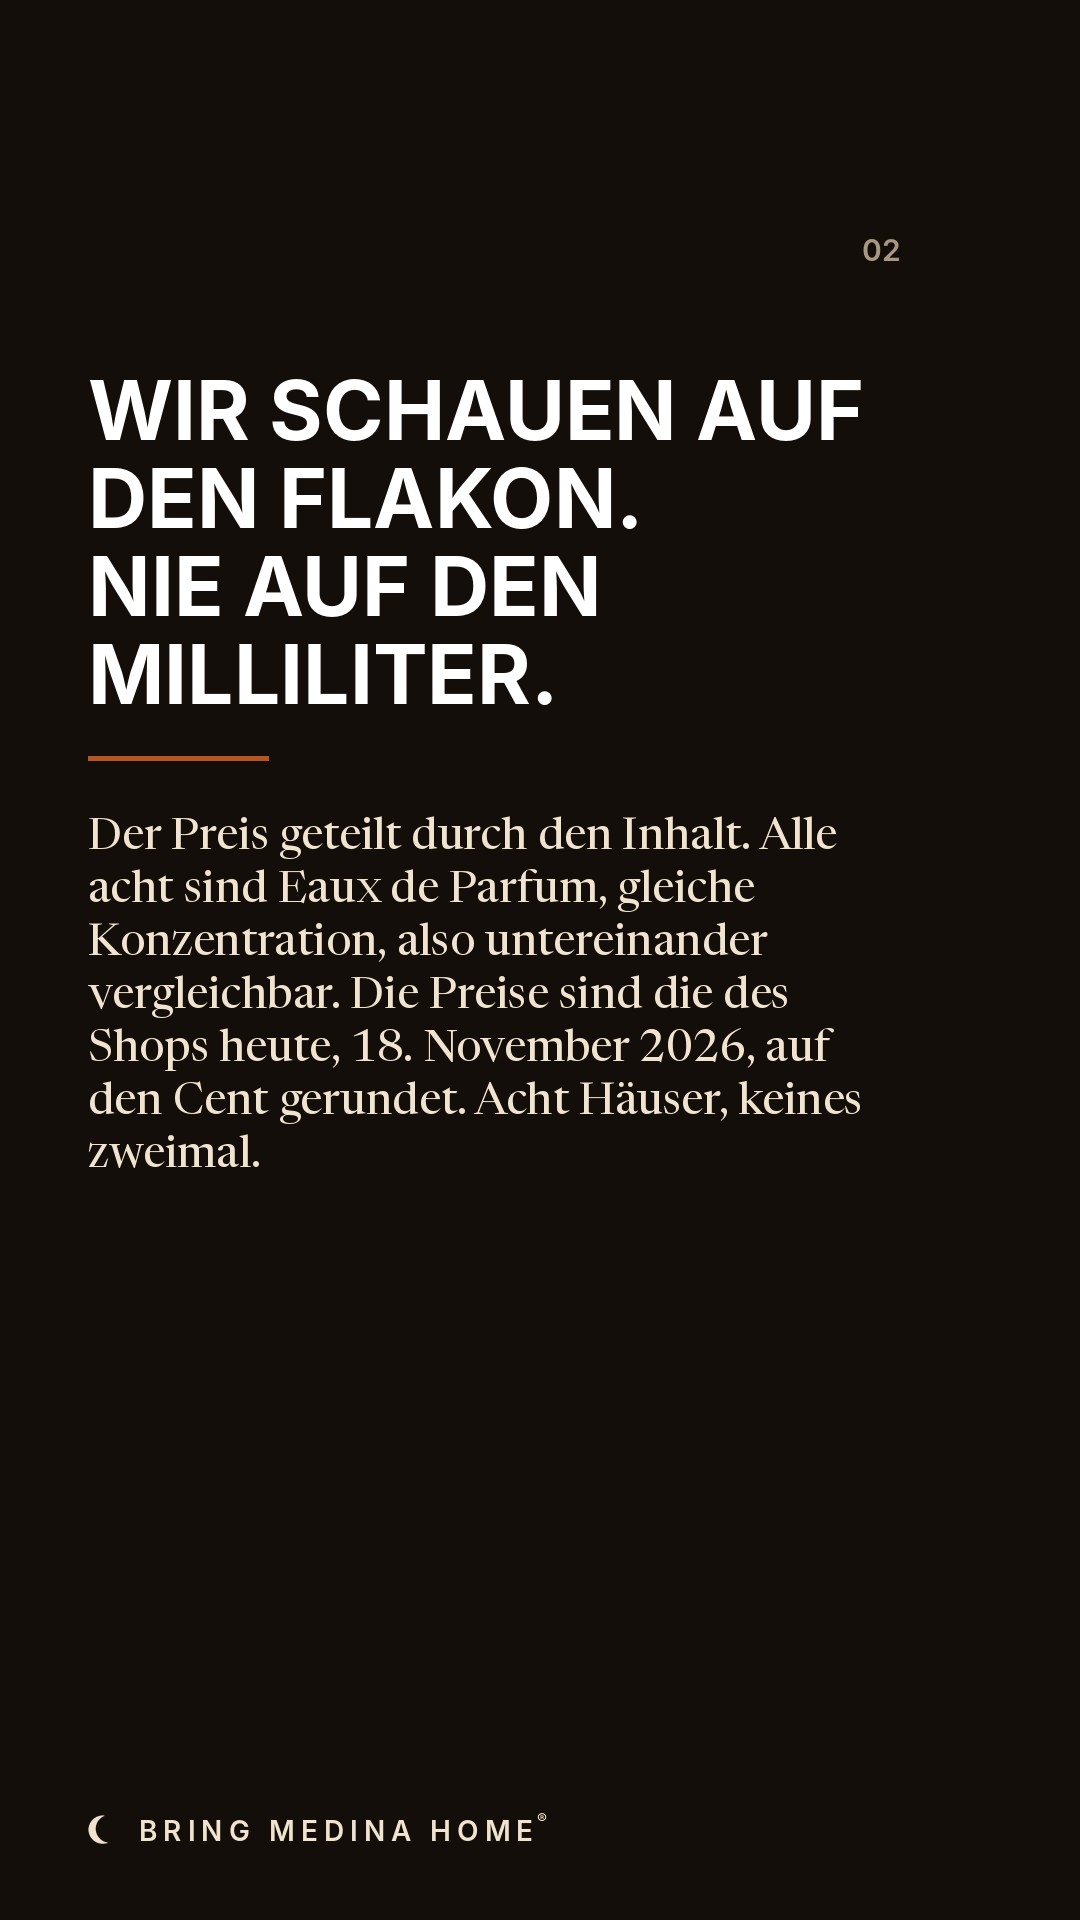 02
WIR SCHAUEN AUF
DEN FLAKON.
NIE AUF DEN
MILLILITER.
Der Preis geteilt durch den Inhalt. Alle
acht sind Eaux de Parfum, gleiche
Konzentration, also untereinander
vergleichbar. Die Preise sind die des
Shops heute, 18. November 2026, auf
den Cent gerundet. Acht Häuser, keines
zweimal.
BRING MEDINA HOME®